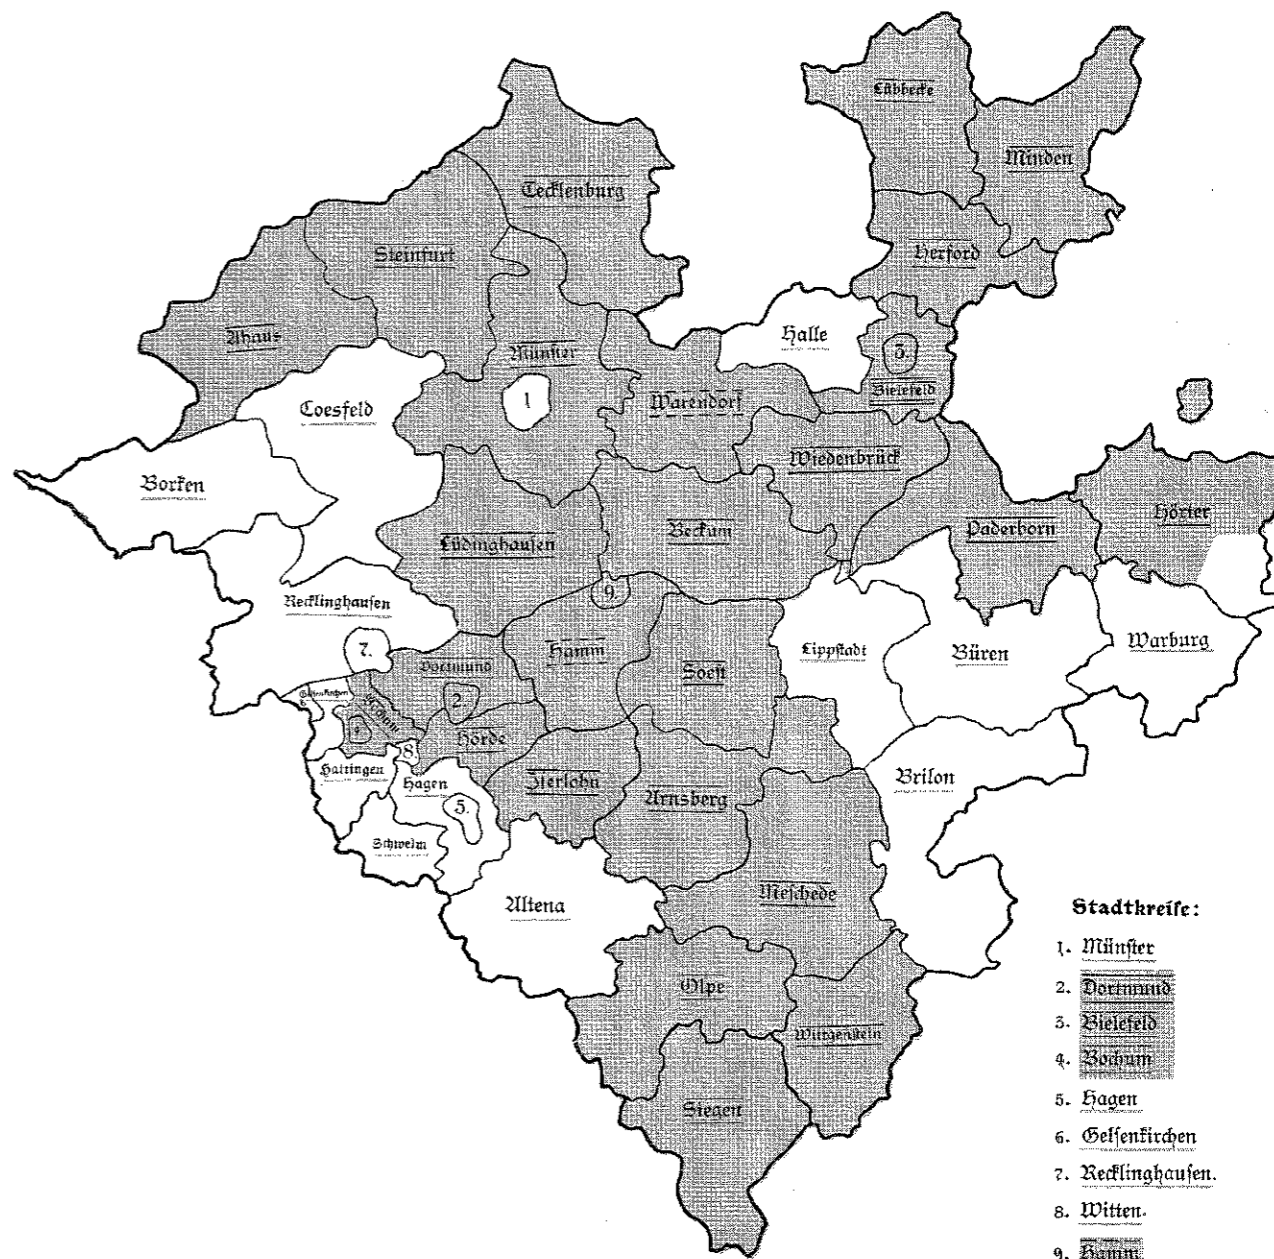 Lübbecke
Minden
Tecklenburg
Steinfurt
Herford
Ahaus
Münster
Halle
3.
Bielefeld
Coesfeld
1
Warendorf
Wiedenbrück
Borken
Lüdinghausen
Beckum
Paderborn
Höxter
Recklinghausen
9.
7.
Dortmund
Hamm
Soest
Lippstadt
Büren
Warburg
Gelsenkirchen
Bochum
2.
4.
Hörde
8.
Hattingen
Hagen
Iserlohn
Arnsberg
Brilon
5.
Schwelm
Altena
Meschede
Olpe
Wittgenstein
Siegen
Stadtkreise:
1. Münster
2. Dortmund
3. Bielefeld
4. Bochum
5. Hagen
6. Gelsenkirchen
7. Recklinghausen.
8. Witten.
9. Hamm